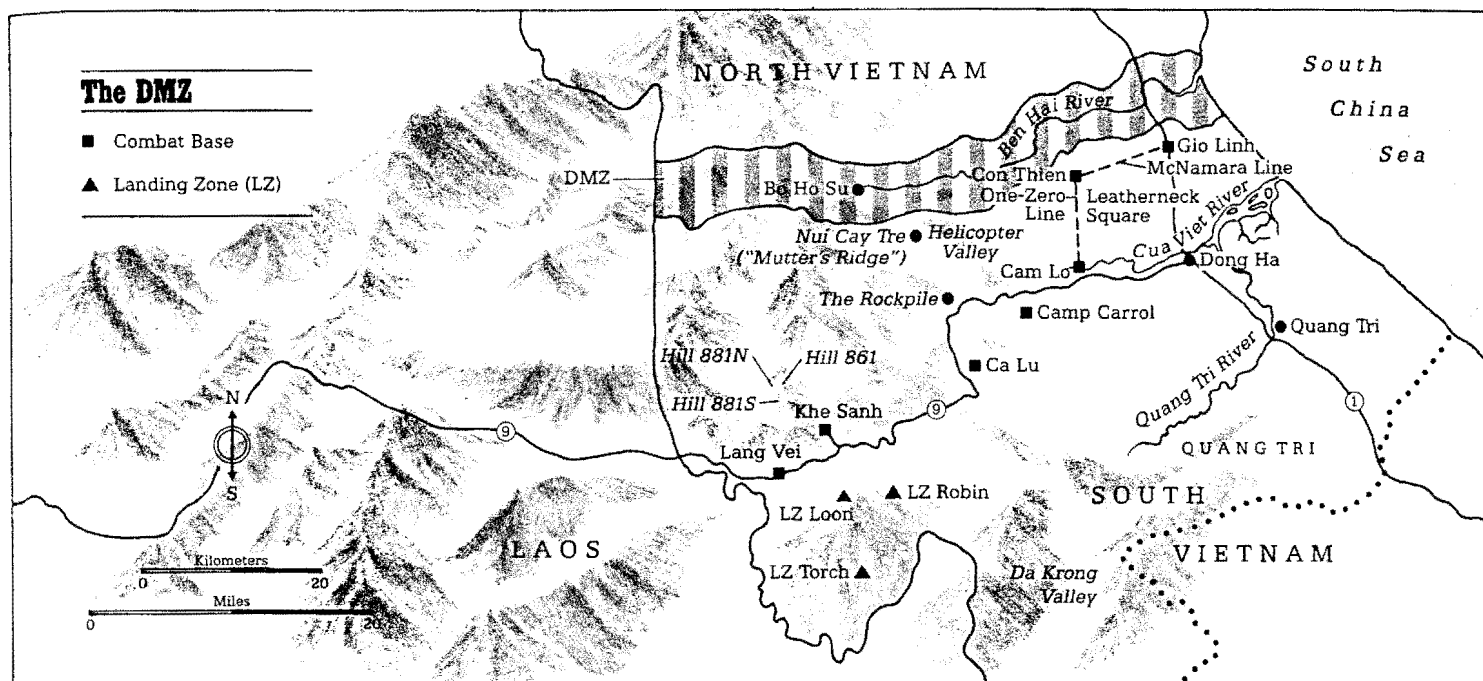 The DMZ
Combat Base
Landing Zone (LZ)
NORTH VIETNAM
South
China
Sea
Ben Hai River
DMZ
Bo Ho Su
Gio Linh
McNamara Line
Con Thien
One-Zero-
Line
Leatherneck
Square
Nui Cay Tre
("Mutter's Ridge")
Helicopter
Valley
Cua Viet River
Cam Lo
Dong Ha
The Rockpile
Camp Carrol
Quang Tri
Ca Lu
Hill 881N
Hill 861
Hill 881S
Khe Sanh
Quang Tri River
9
1
N
S
9
Lang Vei
QUANG TRI
LZ Loon
LZ Robin
SOUTH
VIETNAM
LAOS
LZ Torch
Da Krong
Valley
Kilometers
0
20
Miles
0
20